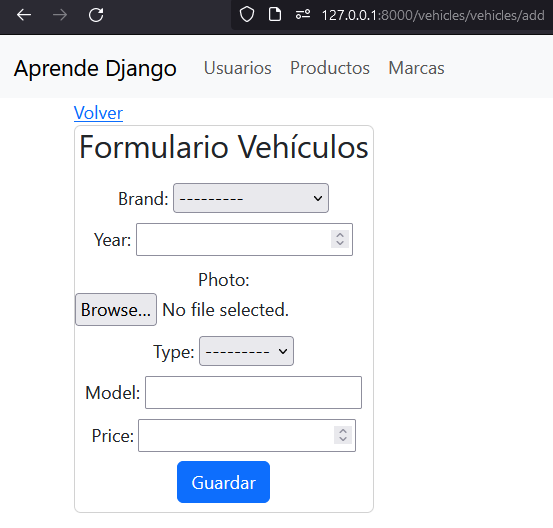 127.0.0.1:8000/vehicles/vehicles/add
Aprende Django Usuarios Productos Marcas
Volver
Formulario Vehículos
Brand: ---------
Year:
Photo:
Browse... No file selected.
Type: ---------
Model:
Price:
Guardar